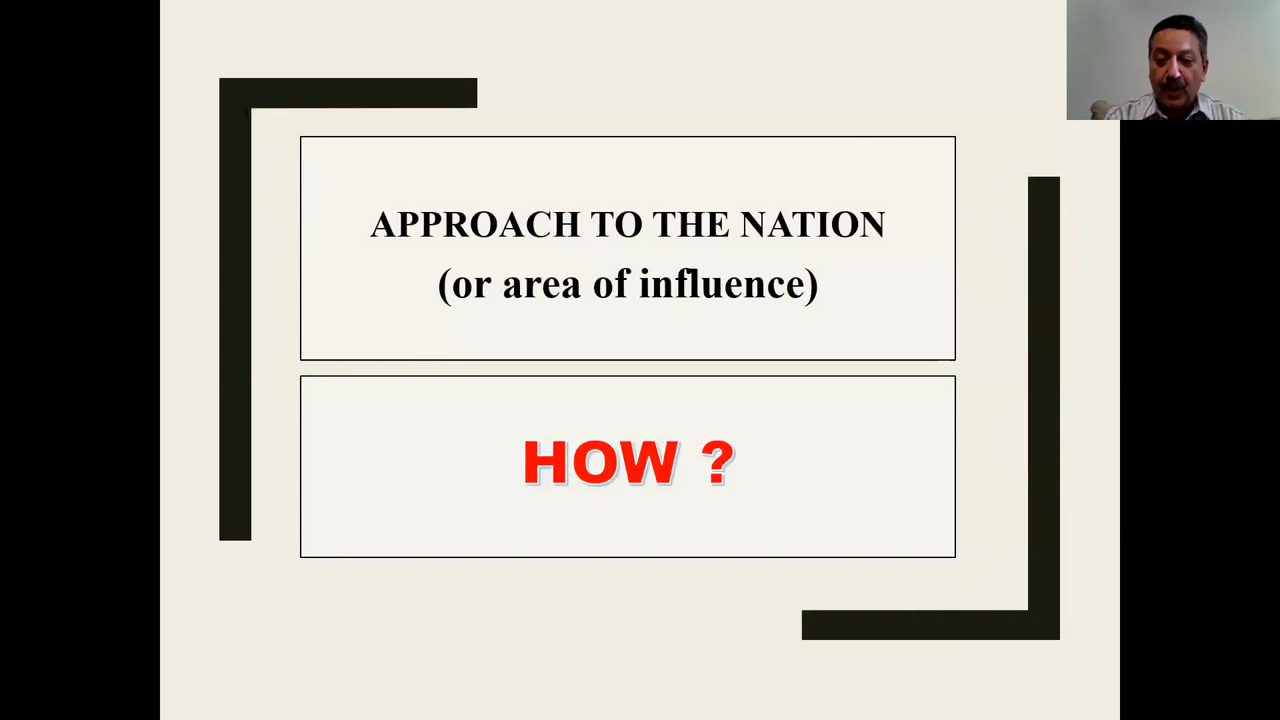 APPROACH TO THE NATION
(or area of influence)
HOW ?